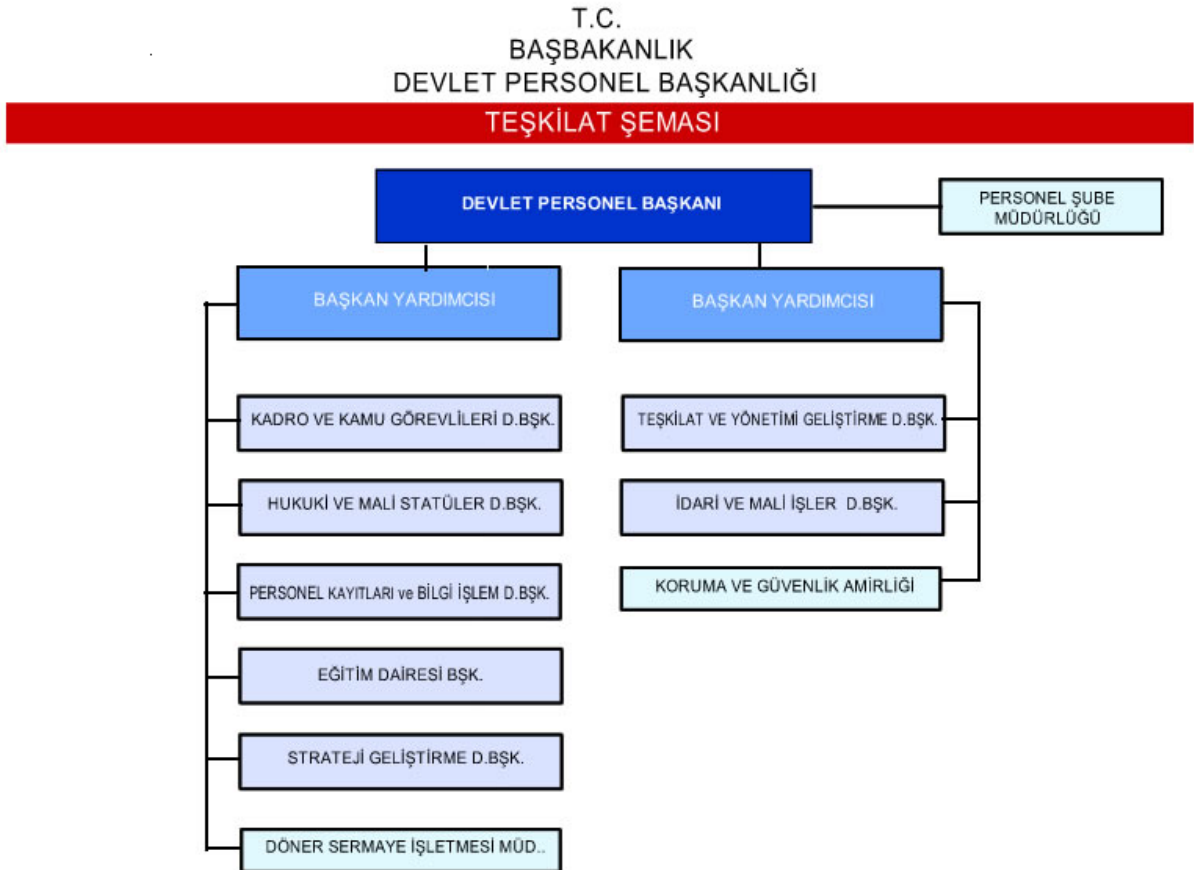 T.C.
BAŞBAKANLIK
DEVLET PERSONEL BAŞKANLIĞI
TEŞKİLAT ŞEMASI
DEVLET PERSONEL BAŞKANI
PERSONEL ŞUBE
MÜDÜRLÜĞÜ
BAŞKAN YARDIMCISI
BAŞKAN YARDIMCISI
KADRO VE KAMU GÖREVLİLERİ D.BŞK.
TEŞKİLAT VE YÖNETİMİ GELİŞTİRME D.BŞK.
HUKUKİ VE MALİ STATÜLER D.BŞK.
İDARİ VE MALİ İŞLER D.BŞK.
PERSONEL KAYITLARI ve BİLGİ İŞLEM D.BŞK.
KORUMA VE GÜVENLİK AMİRLİĞİ
EĞİTİM DAİRESİ BŞK.
STRATEJİ GELİŞTİRME D.BŞK.
DÖNER SERMAYE İŞLETMESİ MÜD..